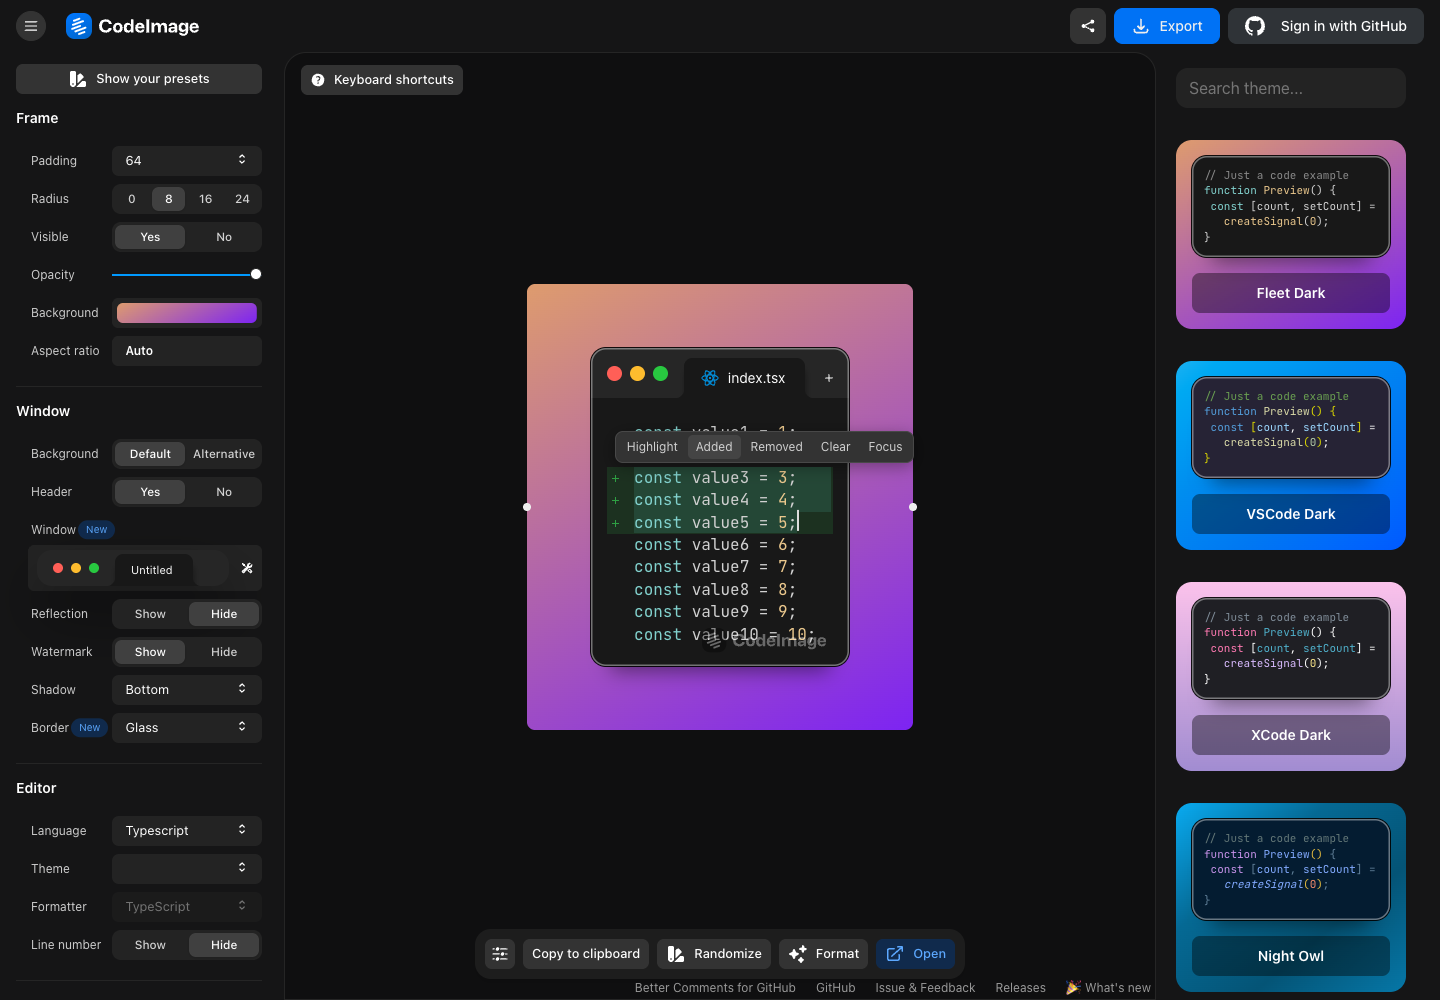 CodeImage
Export
Sign in with GitHub
Show your presets
Frame
Padding
64
Radius
0 8 16 24
Visible
Yes No
Opacity
Background
Aspect ratio
Auto
Window
Background
Default Alternative
Header
Yes No
Window New
Untitled
Reflection
Show Hide
Watermark
Show Hide
Shadow
Bottom
Border New
Glass
Editor
Language
Typescript
Theme
Formatter
TypeScript
Line number
Show Hide
Keyboard shortcuts
index.tsx +
const value1 = 1;
Highlight Added Removed Clear Focus
+ const value3 = 3;
+ const value4 = 4;
+ const value5 = 5;
const value6 = 6;
const value7 = 7;
const value8 = 8;
const value9 = 9;
const value10 = 10;
CodeImage
Copy to clipboard
Randomize
Format
Open
Better Comments for GitHub
GitHub
Issue & Feedback
Releases
🎉 What's new
Search theme...
// Just a code example
function Preview() {
const [count, setCount] =
createSignal(0);
}
Fleet Dark
// Just a code example
function Preview() {
const [count, setCount] =
createSignal(0);
}
VSCode Dark
// Just a code example
function Preview() {
const [count, setCount] =
createSignal(0);
}
XCode Dark
// Just a code example
function Preview() {
const [count, setCount] =
createSignal(0);
}
Night Owl